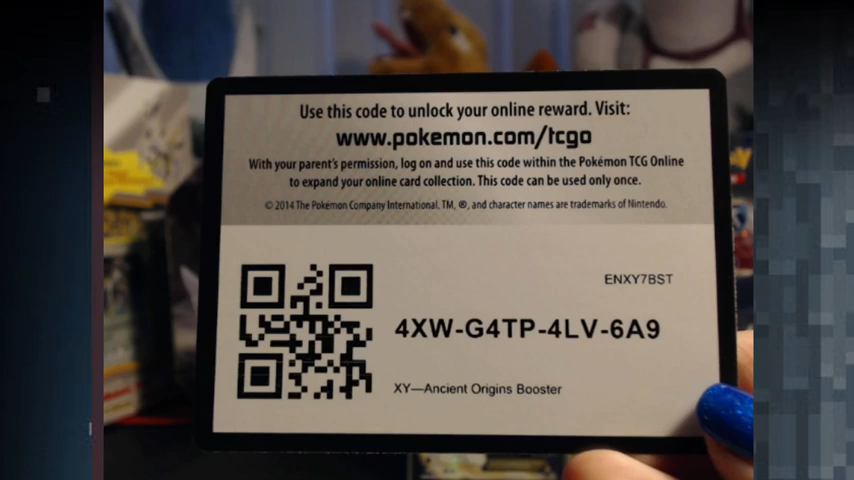 Use this code to unlock your online reward. Visit:
www.pokemon.com/tcgo
With your parent's permission, log on and use this code within the Pokémon TCG Online
to expand your online card collection. This code can be used only once.
© 2014 The Pokémon Company International. TM, ®, and character names are trademarks of Nintendo.
ENXY7BST
4XW-G4TP-4LV-6A9
XY—Ancient Origins Booster